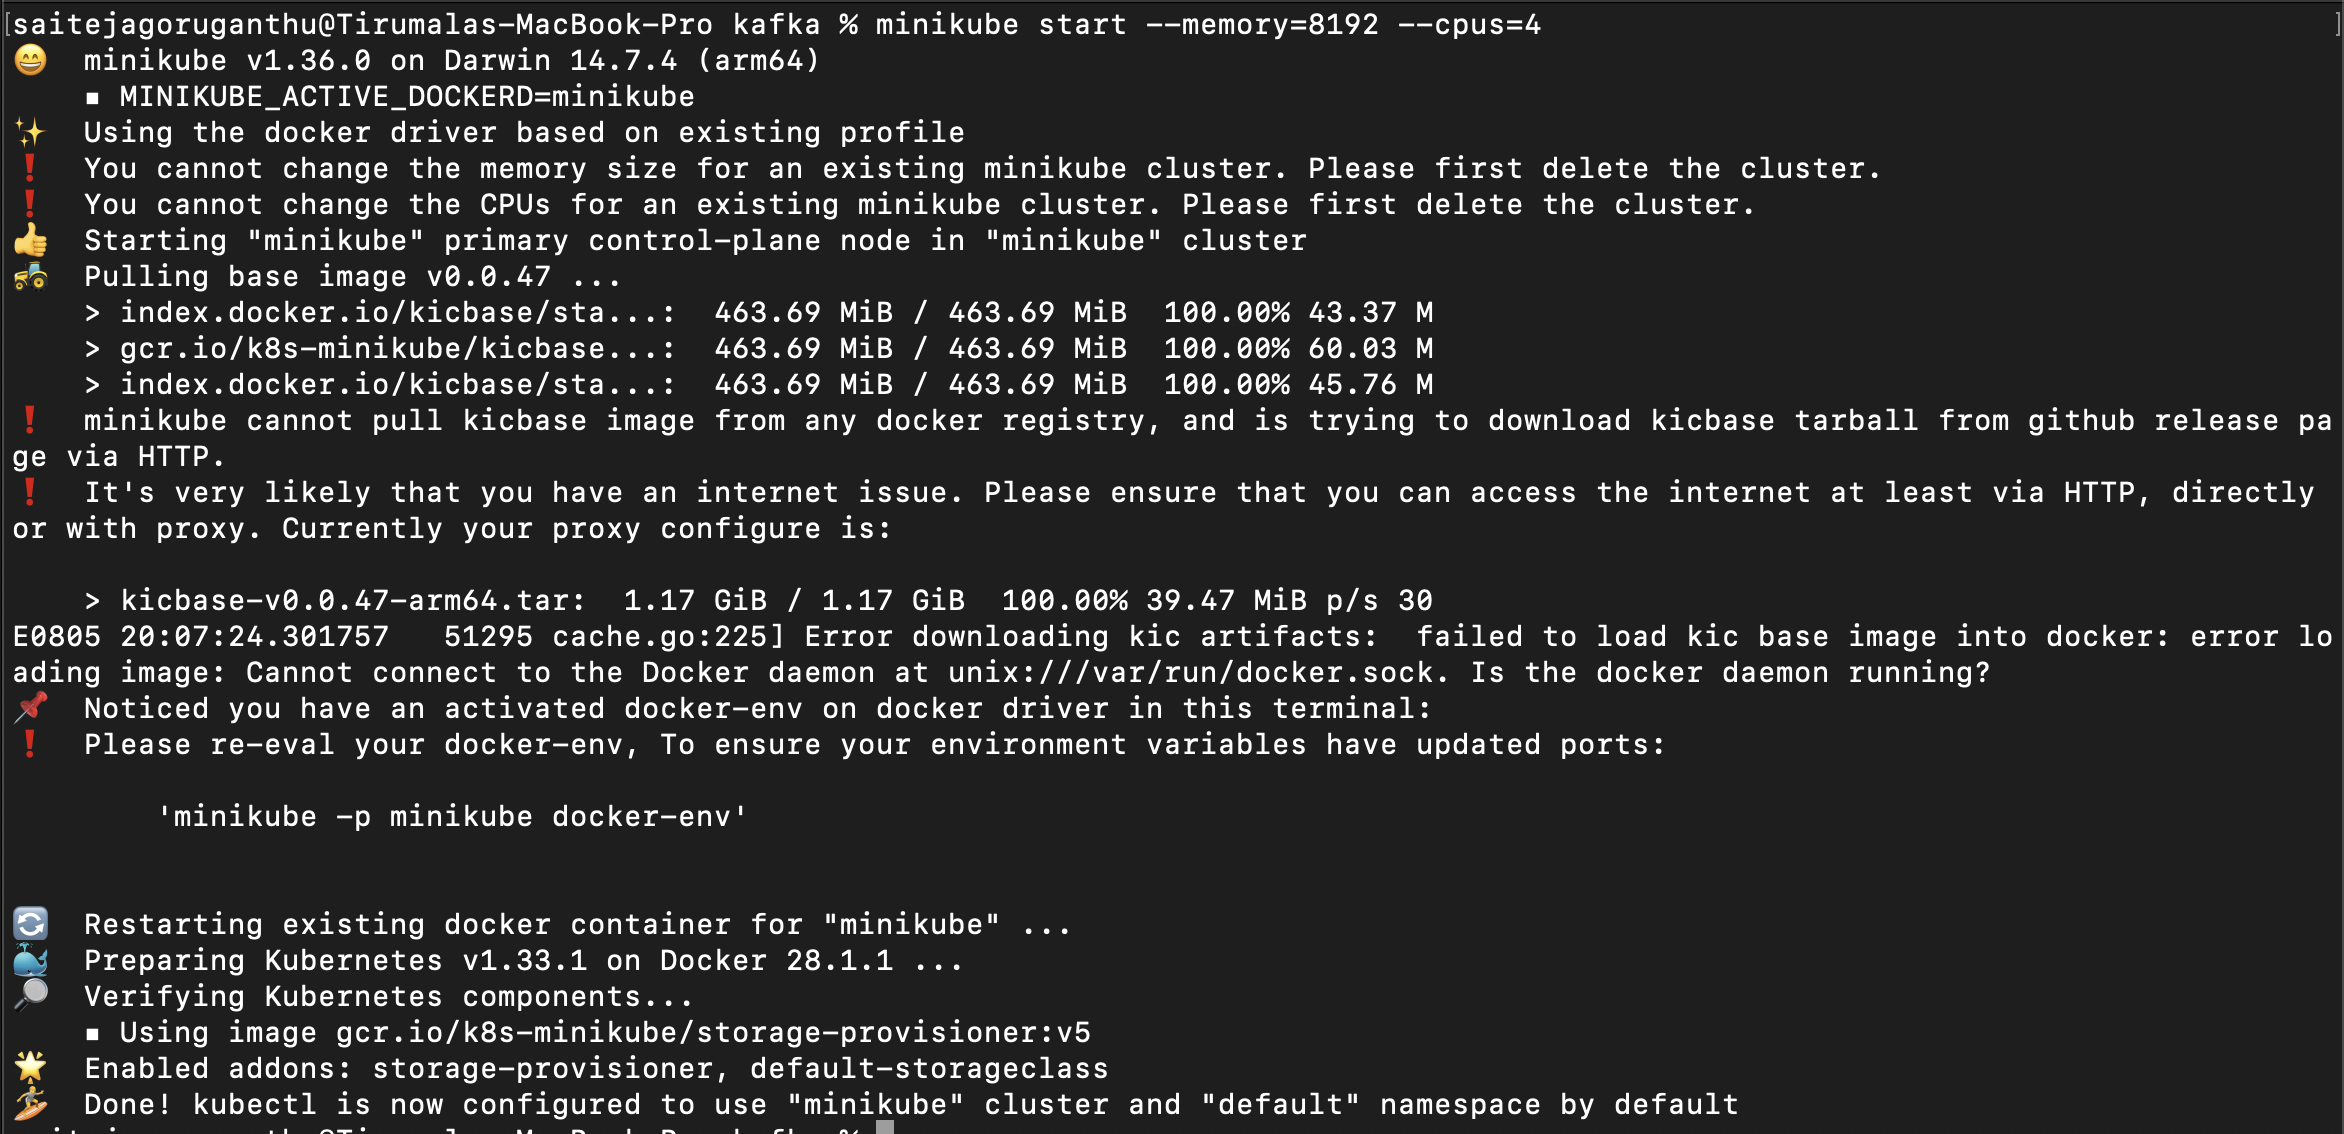 [saitejagoruganthu@Tirumalas-MacBook-Pro kafka % minikube start --memory=8192 --cpus=4 ]
😄 minikube v1.36.0 on Darwin 14.7.4 (arm64)
▪ MINIKUBE_ACTIVE_DOCKERD=minikube
✨ Using the docker driver based on existing profile
❗ You cannot change the memory size for an existing minikube cluster. Please first delete the cluster.
❗ You cannot change the CPUs for an existing minikube cluster. Please first delete the cluster.
👍 Starting "minikube" primary control-plane node in "minikube" cluster
🚜 Pulling base image v0.0.47 ...
> index.docker.io/kicbase/sta...: 463.69 MiB / 463.69 MiB 100.00% 43.37 M
> gcr.io/k8s-minikube/kicbase...: 463.69 MiB / 463.69 MiB 100.00% 60.03 M
> index.docker.io/kicbase/sta...: 463.69 MiB / 463.69 MiB 100.00% 45.76 M
❗ minikube cannot pull kicbase image from any docker registry, and is trying to download kicbase tarball from github release pa
ge via HTTP.
❗ It's very likely that you have an internet issue. Please ensure that you can access the internet at least via HTTP, directly
or with proxy. Currently your proxy configure is:
> kicbase-v0.0.47-arm64.tar: 1.17 GiB / 1.17 GiB 100.00% 39.47 MiB p/s 30
E0805 20:07:24.301757 51295 cache.go:225] Error downloading kic artifacts: failed to load kic base image into docker: error lo
ading image: Cannot connect to the Docker daemon at unix:///var/run/docker.sock. Is the docker daemon running?
📌 Noticed you have an activated docker-env on docker driver in this terminal:
❗ Please re-eval your docker-env, To ensure your environment variables have updated ports:
'minikube -p minikube docker-env'
🔄 Restarting existing docker container for "minikube" ...
🐳 Preparing Kubernetes v1.33.1 on Docker 28.1.1 ...
🔎 Verifying Kubernetes components...
▪ Using image gcr.io/k8s-minikube/storage-provisioner:v5
🌟 Enabled addons: storage-provisioner, default-storageclass
🏄 Done! kubectl is now configured to use "minikube" cluster and "default" namespace by default